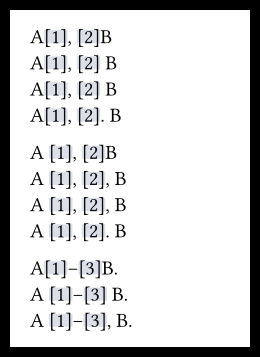 A[1], [2]B
A[1], [2] B
A[1], [2] B
A[1], [2]. B
A [1], [2]B
A [1], [2], B
A [1], [2], B
A [1], [2]. B
A[1]–[3]B.
A [1]–[3] B.
A [1]–[3], B.